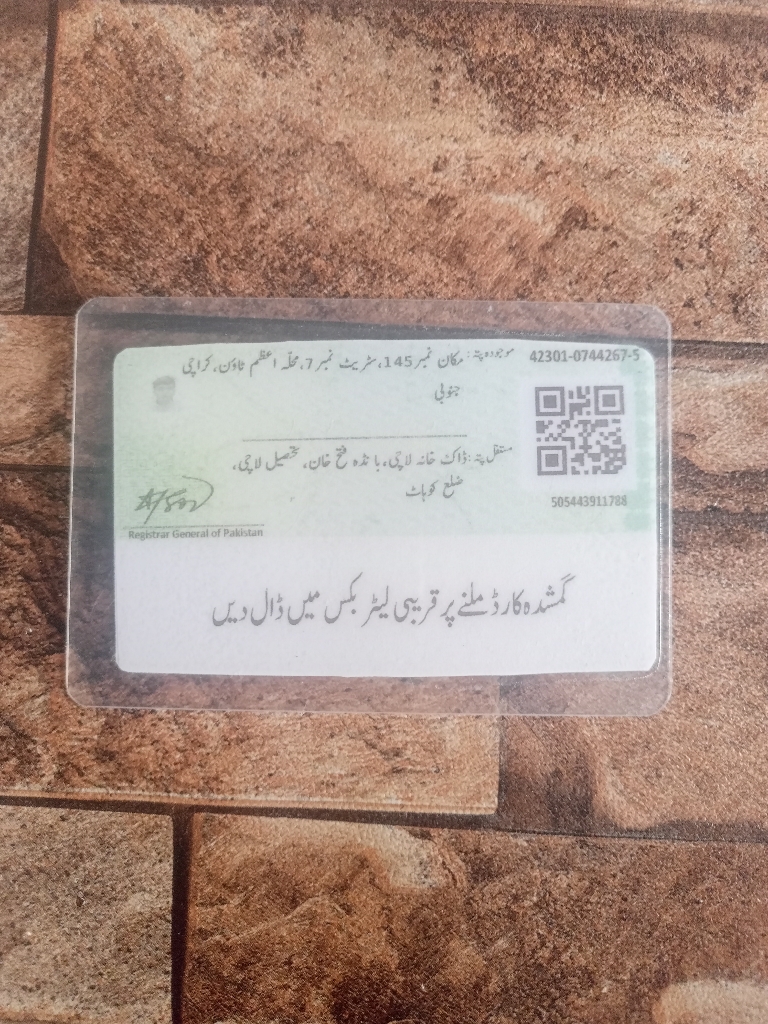 42301-0744267-5
موجودہ پتہ: مکان نمبر 145، سٹریٹ نمبر 7، محلّہ اعظم ٹاؤن، کراچی
جنوبی
مستقل پتہ: ڈاک خانہ لاچی، بانڈہ فتح خان، تحصیل لاچی،
ضلع کوہاٹ
505443911788
Registrar General of Pakistan
گمشدہ کارڈ ملنے پر قریبی لیٹر بکس میں ڈال دیں